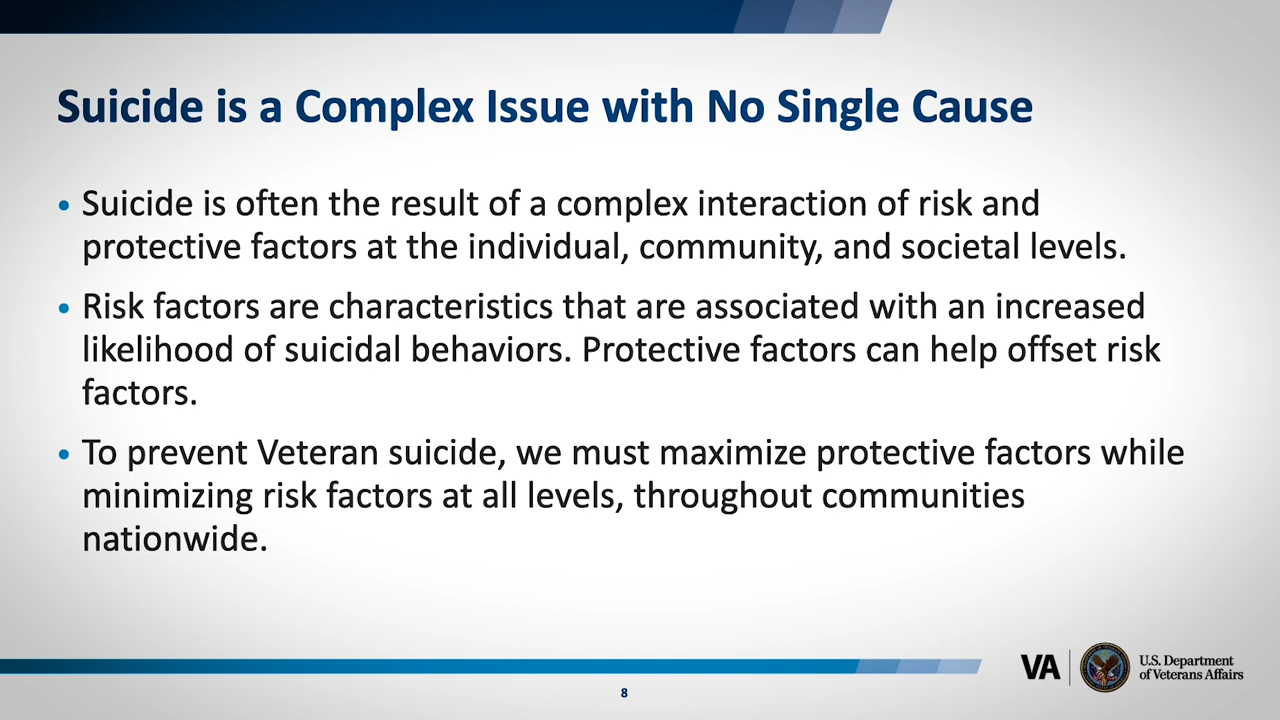 Suicide is a Complex Issue with No Single Cause
• Suicide is often the result of a complex interaction of risk and
protective factors at the individual, community, and societal levels.
• Risk factors are characteristics that are associated with an increased
likelihood of suicidal behaviors. Protective factors can help offset risk
factors.
• To prevent Veteran suicide, we must maximize protective factors while
minimizing risk factors at all levels, throughout communities
nationwide.
VA
U.S. Department
of Veterans Affairs
8